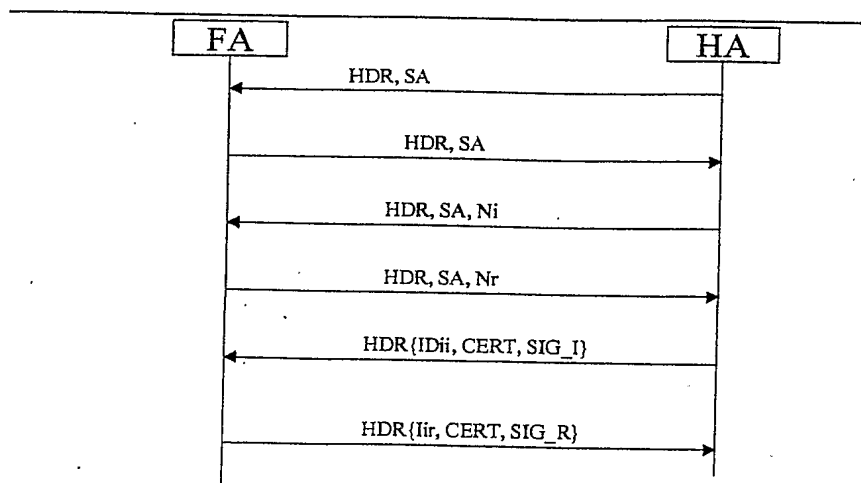 FA
HA
HDR, SA
HDR, SA
HDR, SA, Ni
HDR, SA, Nr
HDR{IDii, CERT, SIG_I}
HDR{Iir, CERT, SIG_R}